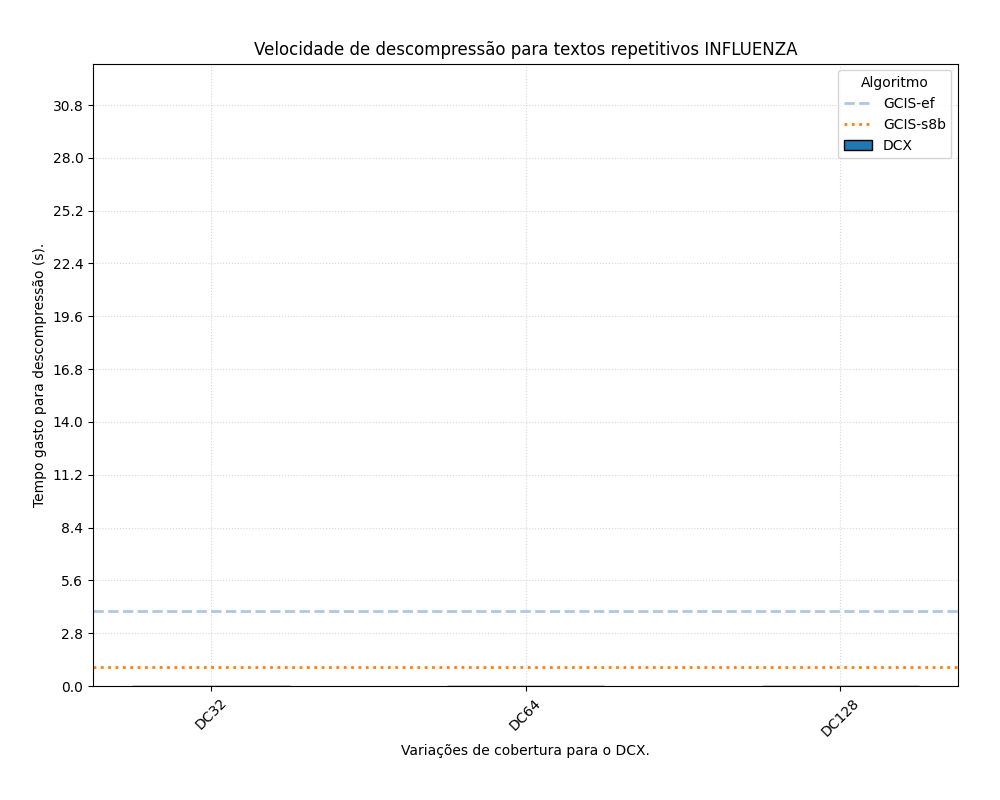 Velocidade de descompressão para textos repetitivos INFLUENZA
Algoritmo
GCIS-ef
GCIS-s8b
DCX
Tempo gasto para descompressão (s).
30.8
28.0
25.2
22.4
19.6
16.8
14.0
11.2
8.4
5.6
2.8
0.0
DC32
DC64
DC128
Variações de cobertura para o DCX.